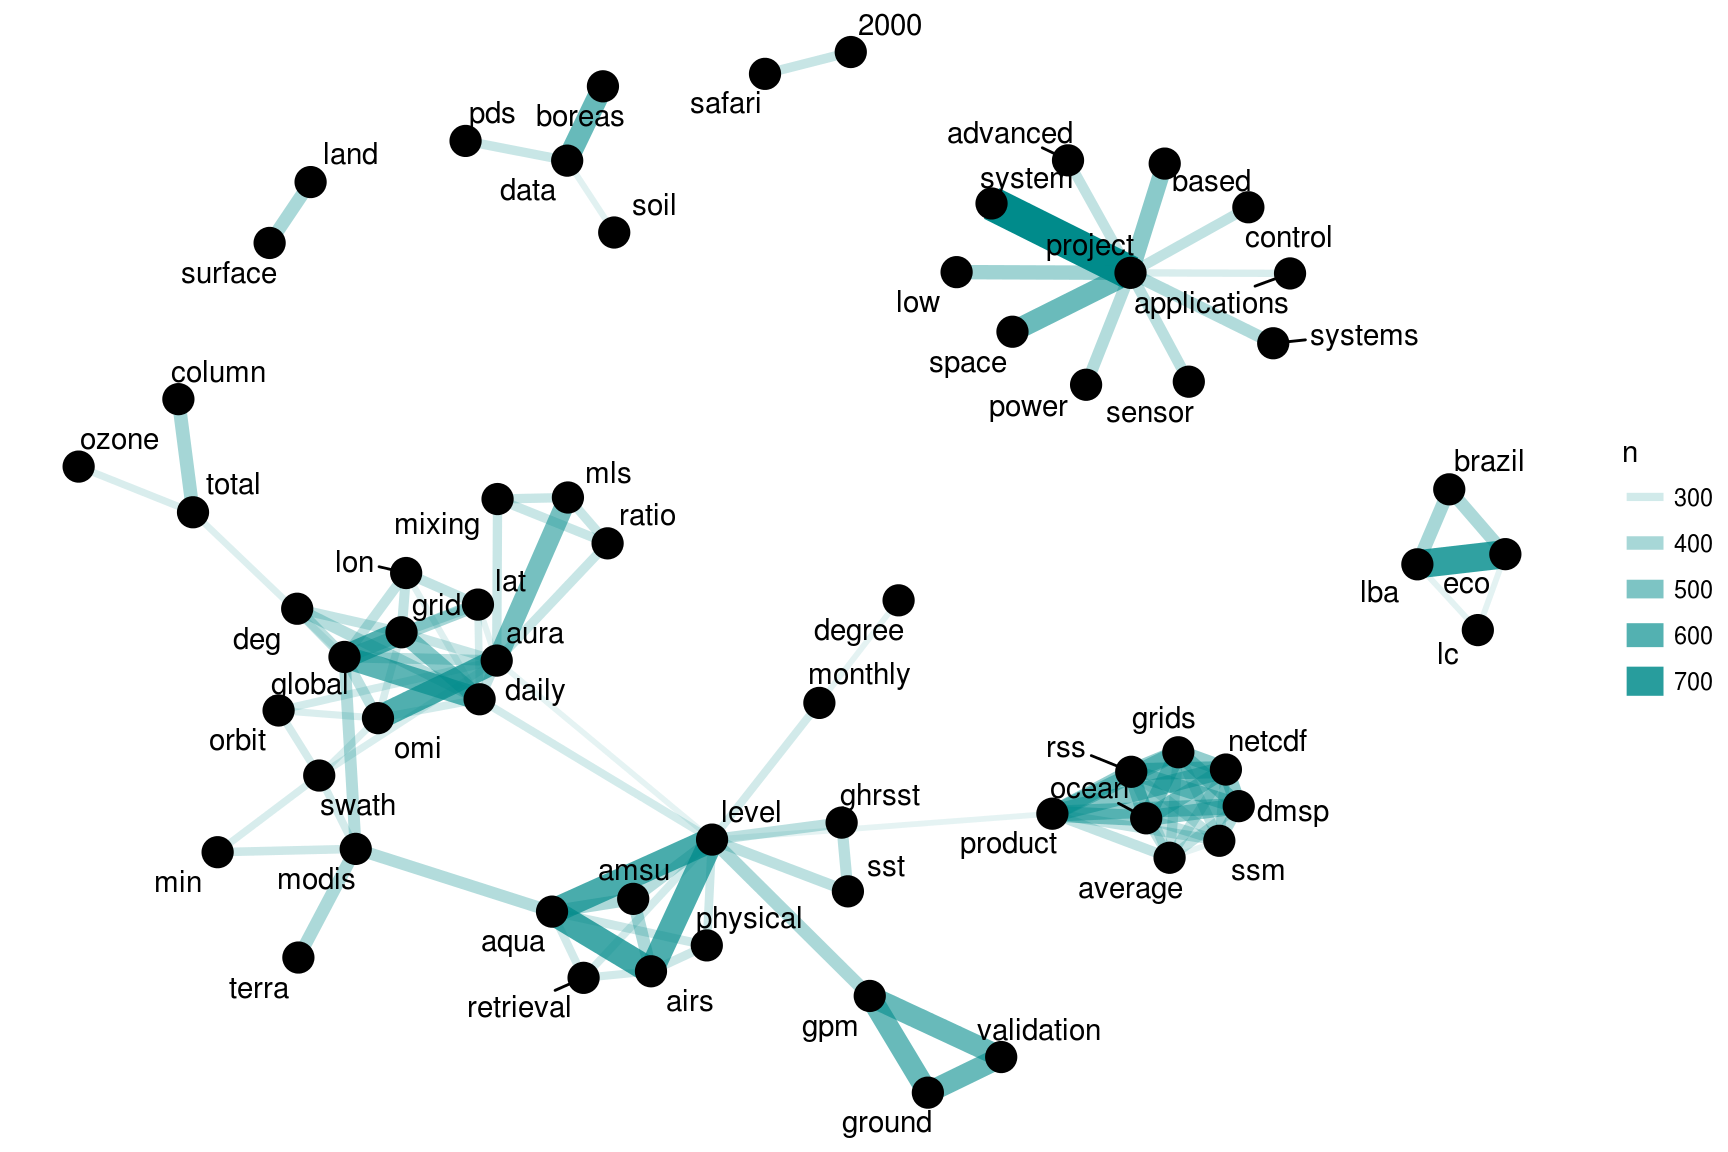 2000
safari
pds
boreas
advanced
land
system
based
data
soil
control
project
surface
low
applications
systems
space
column
power
sensor
ozone
brazil
n
total
mls
300
mixing
ratio
400
lon
lat
eco
500
lba
grid
degree
deg
aura
600
lc
global
monthly
daily
700
orbit
omi
grids
rss
netcdf
ocean
swath
ghrsst
level
dmsp
product
min
modis
amsu
sst
ssm
average
physical
aqua
terra
retrieval
airs
gpm
validation
ground